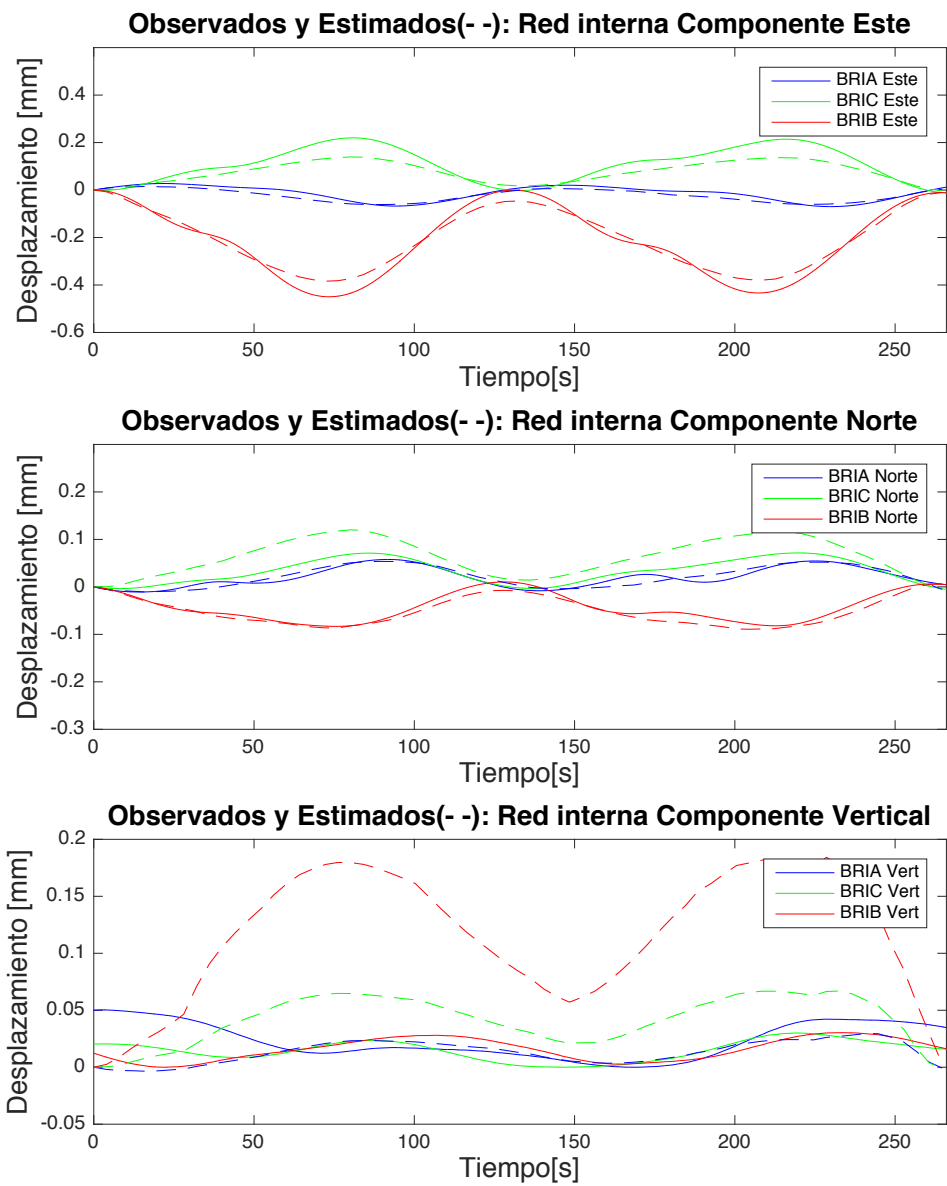 Observados y Estimados(- -): Red interna Componente Este
Desplazamiento [mm]
0.4
0.2
0
-0.2
-0.4
-0.6
BRIA Este
BRIC Este
BRIB Este
0 50 100 150 200 250
Tiempo[s]
Observados y Estimados(- -): Red interna Componente Norte
Desplazamiento [mm]
0.2
0.1
0
-0.1
-0.2
-0.3
BRIA Norte
BRIC Norte
BRIB Norte
0 50 100 150 200 250
Tiempo[s]
Observados y Estimados(- -): Red interna Componente Vertical
Desplazamiento [mm]
0.2
0.15
0.1
0.05
0
-0.05
BRIA Vert
BRIC Vert
BRIB Vert
0 50 100 150 200 250
Tiempo[s]